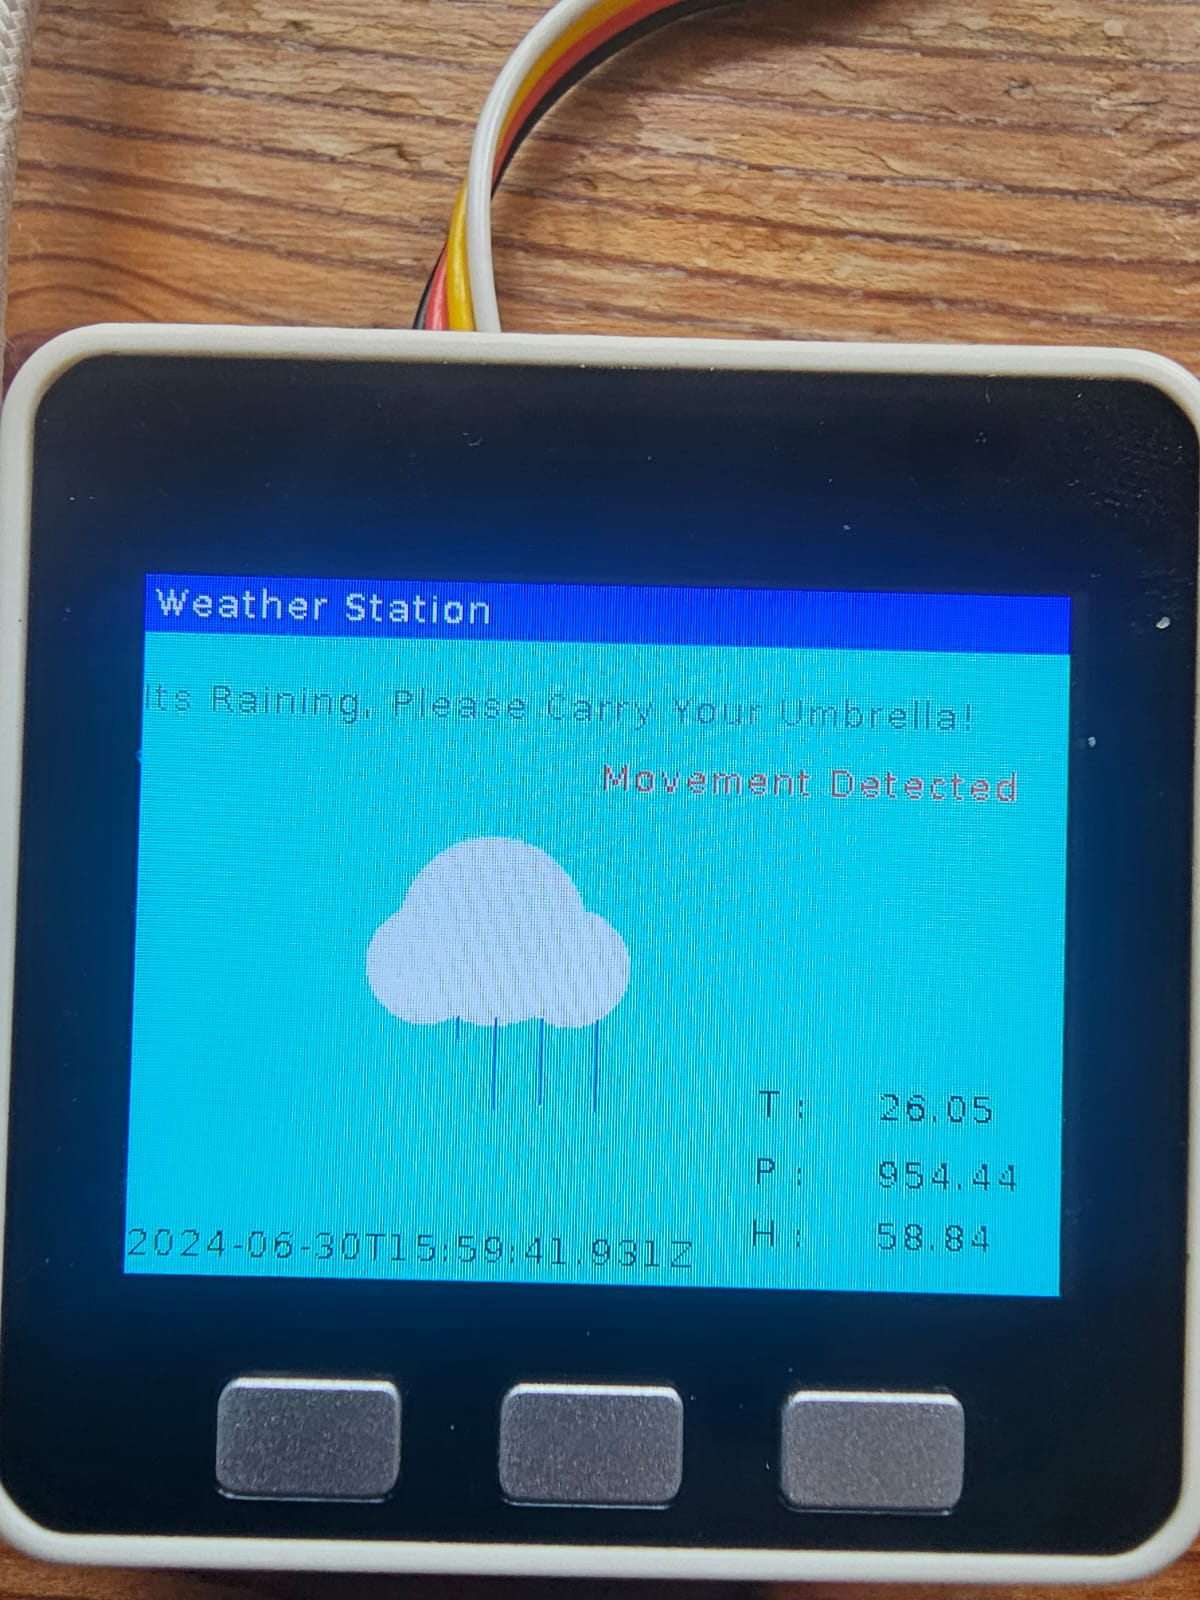 Weather Station
Its Raining, Please Carry Your Umbrella!
Movement Detected
T : 26.05
P : 954.44
H : 58.84
2024-06-30T15:59:41.931Z